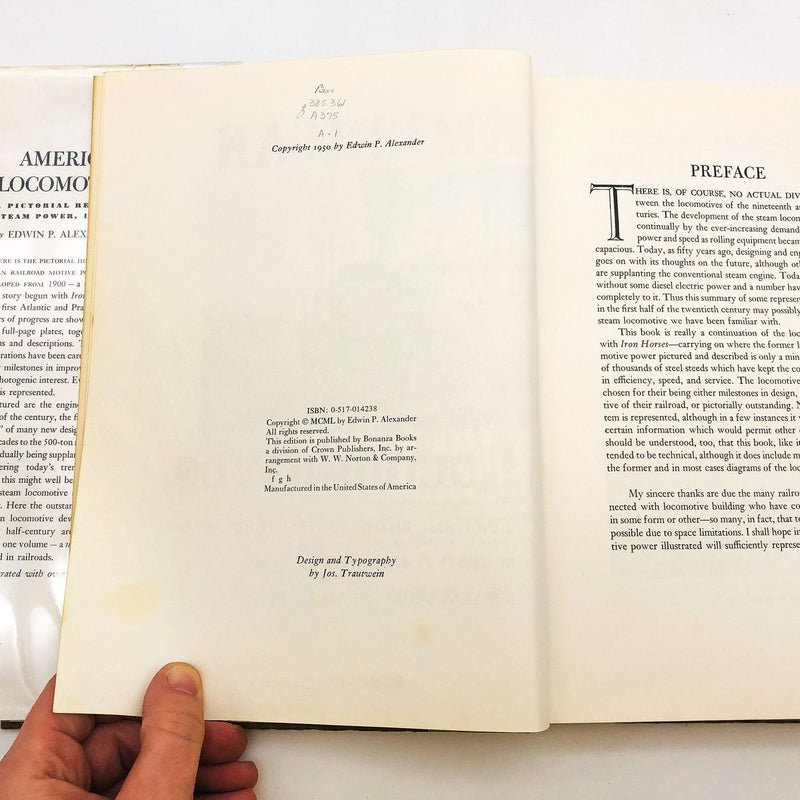 AMERIC
LOCOMO
PICTORIAL RE
TEAM POWER, 1
y EDWIN P. ALEX
ERE IS THE PICTORIAL HI
AN RAILROAD MOTIVE PO
LOPED FROM 1900 — a
story begun with Iron
first Atlantic and Pra
rs of progress are show
full-page plates, toge
ns and descriptions. T
rations have been care
milestones in improv
hotogenic interest. Ev
is represented.
tured are the engine
of the century, the fi
of many new desig
cades to the 500-ton
dually being supplan
ering today's tren
this might well be
steam locomotive
. Here the outstan
n locomotive dev
half-century are
one volume — a
d in railroads.
rated with over
Bus
385.361
A375
A-1
Copyright 1950 by Edwin P. Alexander
ISBN: 0-517-014238
Copyright © MCML by Edwin P. Alexander
All rights reserved.
This edition is published by Bonanza Books
a division of Crown Publishers, Inc. by ar-
rangement with W. W. Norton & Company,
Inc.
f g h
Manufactured in the United States of America
Design and Typography
by Jos. Trautwein
PREFACE
THERE IS, OF COURSE, NO ACTUAL DIV
tween the locomotives of the nineteenth a
turies. The development of the steam locom
continually by the ever-increasing demand
power and speed as rolling equipment becam
capacious. Today, as fifty years ago, designing and eng
goes on with its thoughts on the future, although oth
are supplanting the conventional steam engine. Toda
without some diesel electric power and a number hav
completely to it. Thus this summary of some represen
in the first half of the twentieth century may possibly
steam locomotive we have been familiar with.
This book is really a continuation of the loc
with Iron Horses—carrying on where the former l
motive power pictured and described is only a min
of thousands of steel steeds which have kept the co
in efficiency, speed, and service. The locomotive
chosen for their being either milestones in design,
tive of their railroad, or pictorially outstanding. N
is represented, although in a few instances it
certain information which would permit other
should be understood, too, that this book, like it
tended to be technical, although it does include m
the former and in most cases diagrams of the loc
My sincere thanks are due the many railro
nected with locomotive building who have co
in some form or other—so many, in fact, that t
possible due to space limitations. I shall hope in
tive power illustrated will sufficiently represe